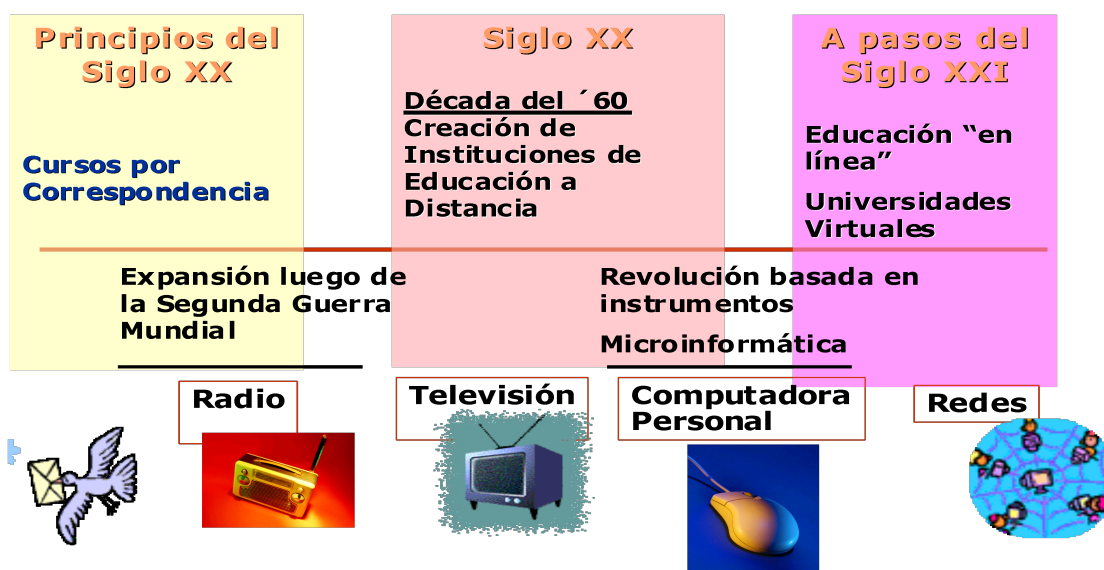 Principios del
Siglo XX
Cursos por
Correspondencia
Siglo XX
Década del ´60
Creación de
Instituciones de
Educación a
Distancia
A pasos del
Siglo XXI
Educación “en
línea”
Universidades
Virtuales
Expansión luego de
la Segunda Guerra
Mundial
Revolución basada en
instrumentos
Microinformática
Radio
Televisión
Computadora
Personal
Redes